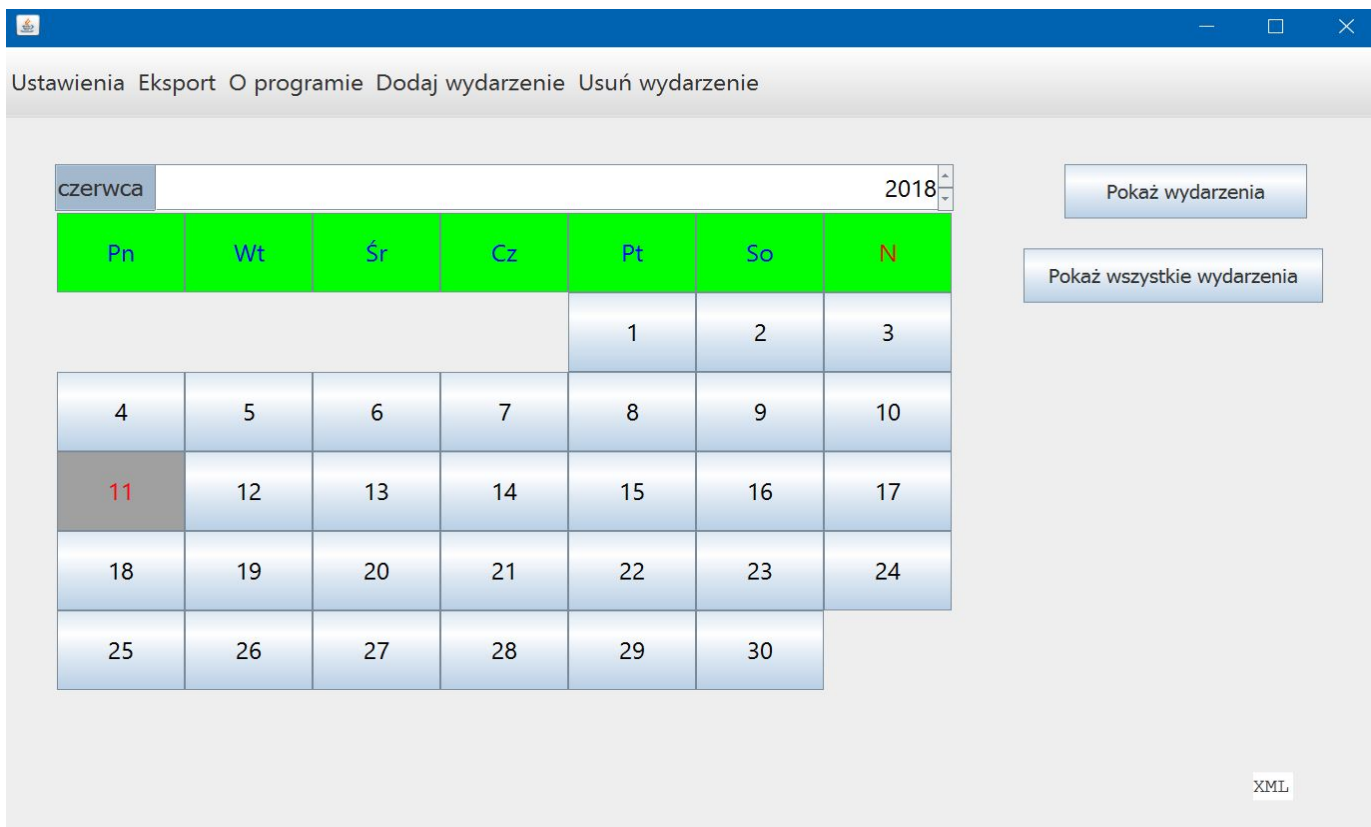 Ustawienia Eksport O programie Dodaj wydarzenie Usuń wydarzenie
czerwca 2018
Pokaż wydarzenia
Pn Wt Śr Cz Pt So N
Pokaż wszystkie wydarzenia
1 2 3
4 5 6 7 8 9 10
11 12 13 14 15 16 17
18 19 20 21 22 23 24
25 26 27 28 29 30
XML